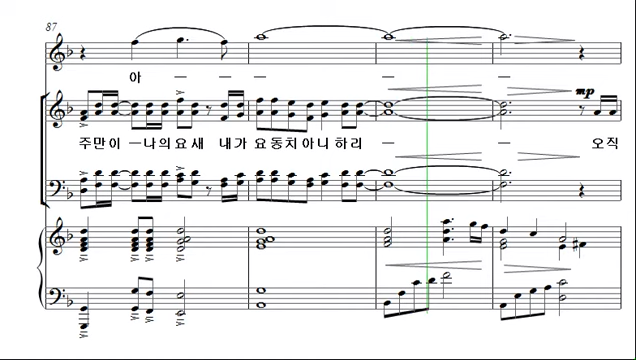 87
아 — — — — —
mp
주만이 — 나의요새 내가 요동치아니하리 — — 오직